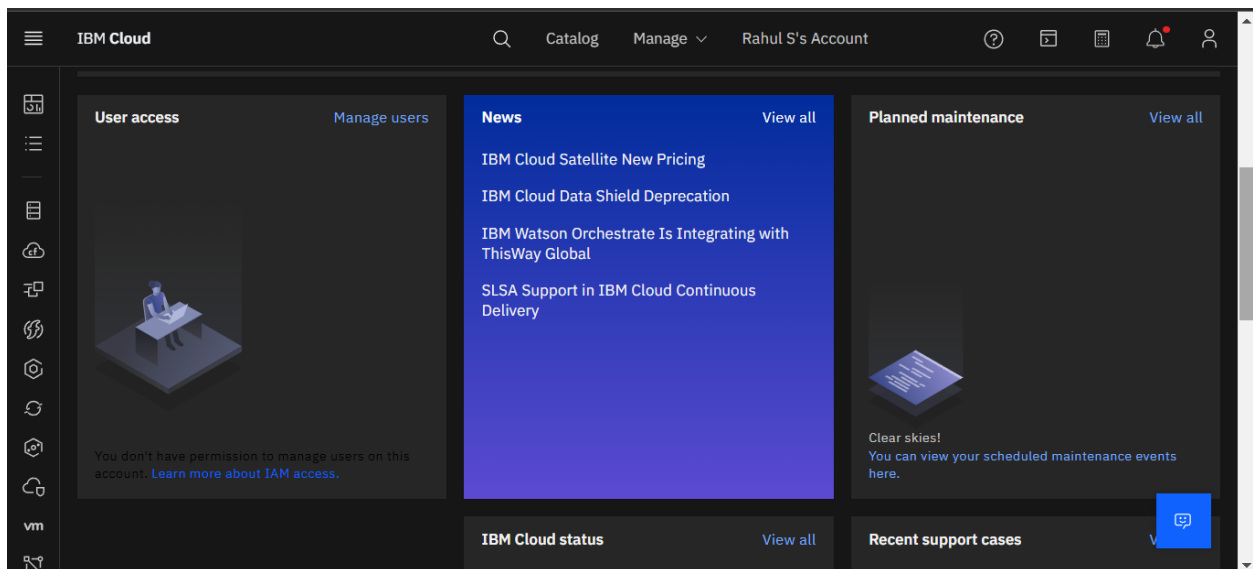 IBM Cloud
Catalog
Manage
Rahul S's Account
User access
Manage users
You don't have permission to manage users on this
account. Learn more about IAM access.
News
View all
IBM Cloud Satellite New Pricing
IBM Cloud Data Shield Deprecation
IBM Watson Orchestrate Is Integrating with
ThisWay Global
SLSA Support in IBM Cloud Continuous
Delivery
Planned maintenance
View all
Clear skies!
You can view your scheduled maintenance events
here.
cf
vm
IBM Cloud status
View all
Recent support cases